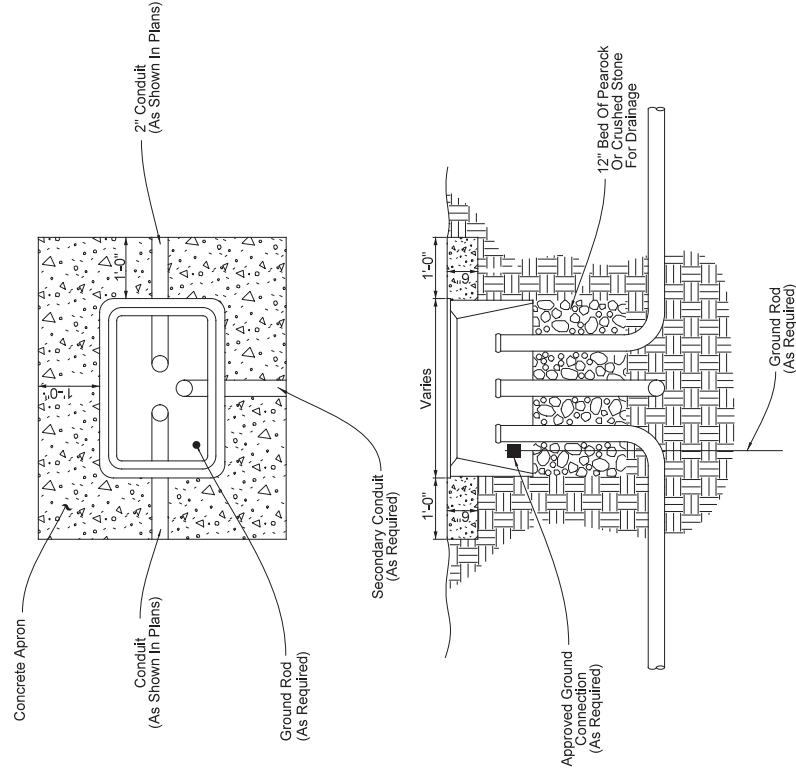 Concrete Apron
1'-0"
2" Conduit
(As Shown In Plans)
1'-0"
Conduit
(As Shown In Plans)
Ground Rod
(As Required)
Secondary Conduit
(As Required)
1'-0"
Varies
1'-0"
6"
6"
Approved Ground
Connection
(As Required)
12" Bed Of Pearock
Or Crushed Stone
For Drainage
Ground Rod
(As Required)